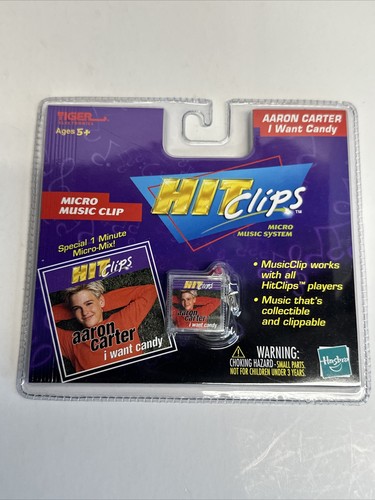 TIGER
ELECTRONICS
Ages 5+
AARON CARTER
I Want Candy
MICRO
MUSIC CLIP
HIT Clips™
MICRO
MUSIC SYSTEM
Special 1 Minute
Micro-Mix!
HIT Clips
aaron
carter
i want candy
HIT Clips
aaron
carter
i want candy
• MusicClip works
with all
HitClips™ players
• Music that's
collectible
and clippable
WARNING:
CHOKING HAZARD - SMALL PARTS.
NOT FOR CHILDREN UNDER 3 YEARS.
Hasbro